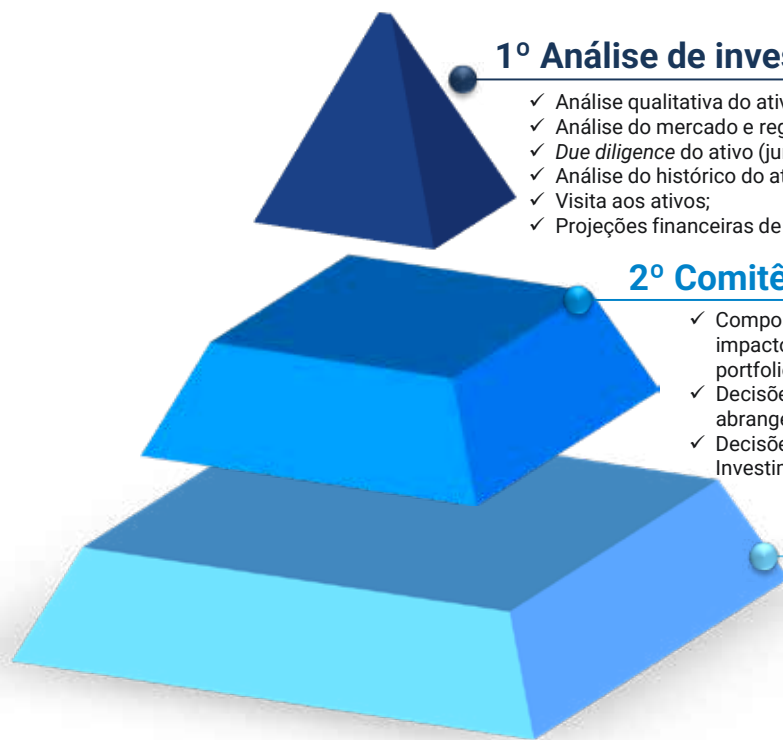 1º Análise de inves
✓ Análise qualitativa do ativ
✓ Análise do mercado e reg
✓ Due diligence do ativo (ju
✓ Análise do histórico do at
✓ Visita aos ativos;
✓ Projeções financeiras de
2º Comitê
✓ Compo
impacto
portfolio
✓ Decisõe
abrange
✓ Decisõe
Investin